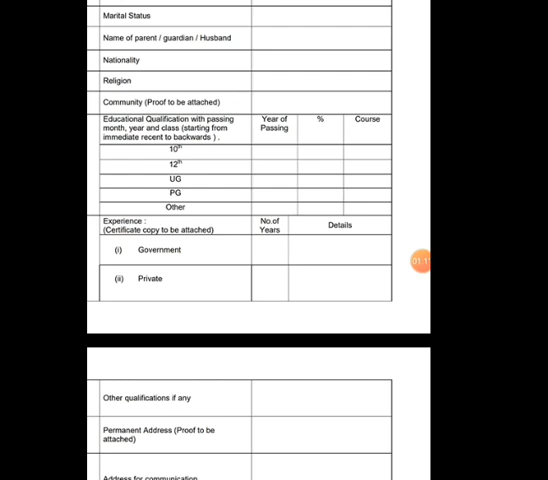 Marital Status
Name of parent / guardian / Husband
Nationality
Religion
Community (Proof to be attached)
Educational Qualification with passing
month, year and class (starting from
immediate recent to backwards ) .
Year of
Passing
%
Course
10th
12th
UG
PG
Other
Experience :
(Certificate copy to be attached)
No.of
Years
Details
(i) Government
(ii) Private
Other qualifications if any
Permanent Address (Proof to be
attached)
Address for communication